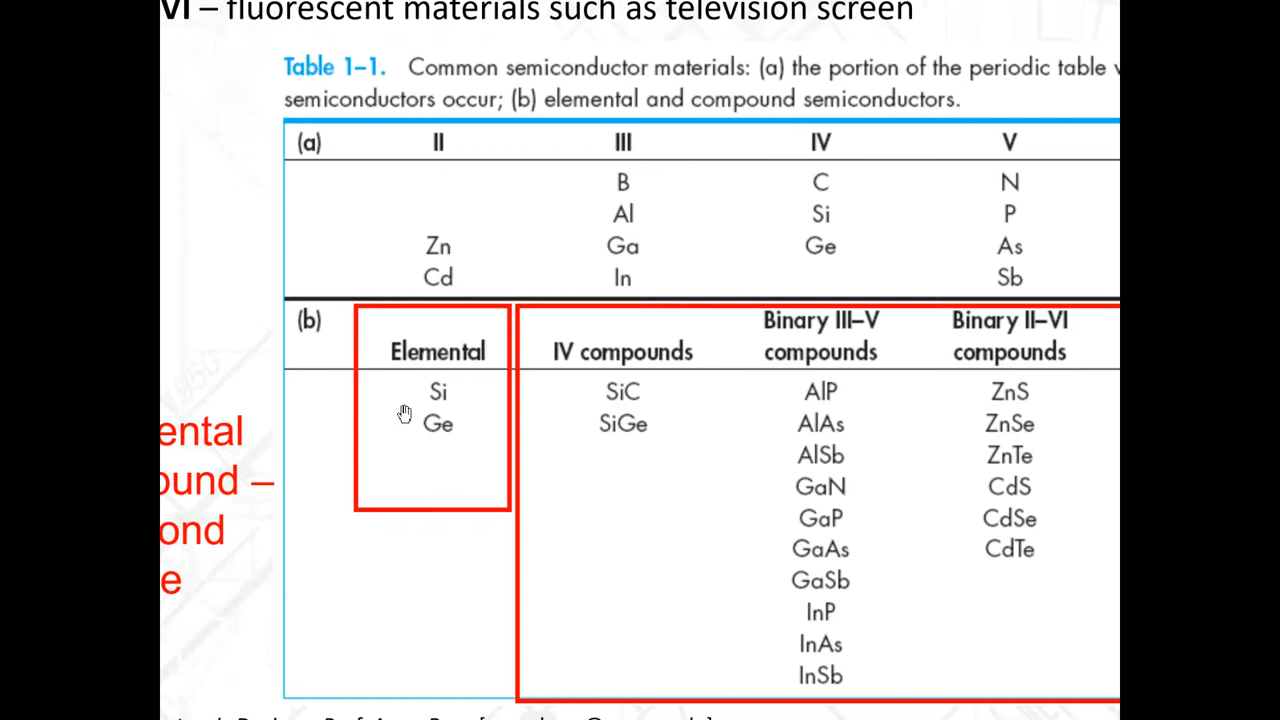 VI – fluorescent materials such as television screen
Table 1–1. Common semiconductor materials: (a) the portion of the periodic table
semiconductors occur; (b) elemental and compound semiconductors.
(a) II III IV V
B C N
Al Si P
Zn Ga Ge As
Cd In Sb
(b) Binary III–V Binary II–VI
Elemental IV compounds compounds compounds
Si SiC AlP ZnS
Ge SiGe AlAs ZnSe
AlSb ZnTe
GaN CdS
GaP CdSe
GaAs CdTe
GaSb
InP
InAs
InSb
ental
ound –
ond
e